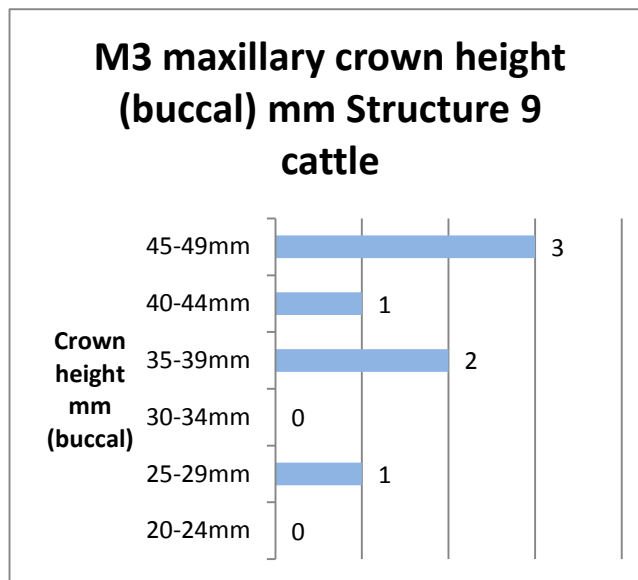 M3 maxillary crown height
(buccal) mm Structure 9
cattle
45-49mm 3
40-44mm 1
35-39mm 2
30-34mm 0
25-29mm 1
20-24mm 0
Crown
height
mm
(buccal)